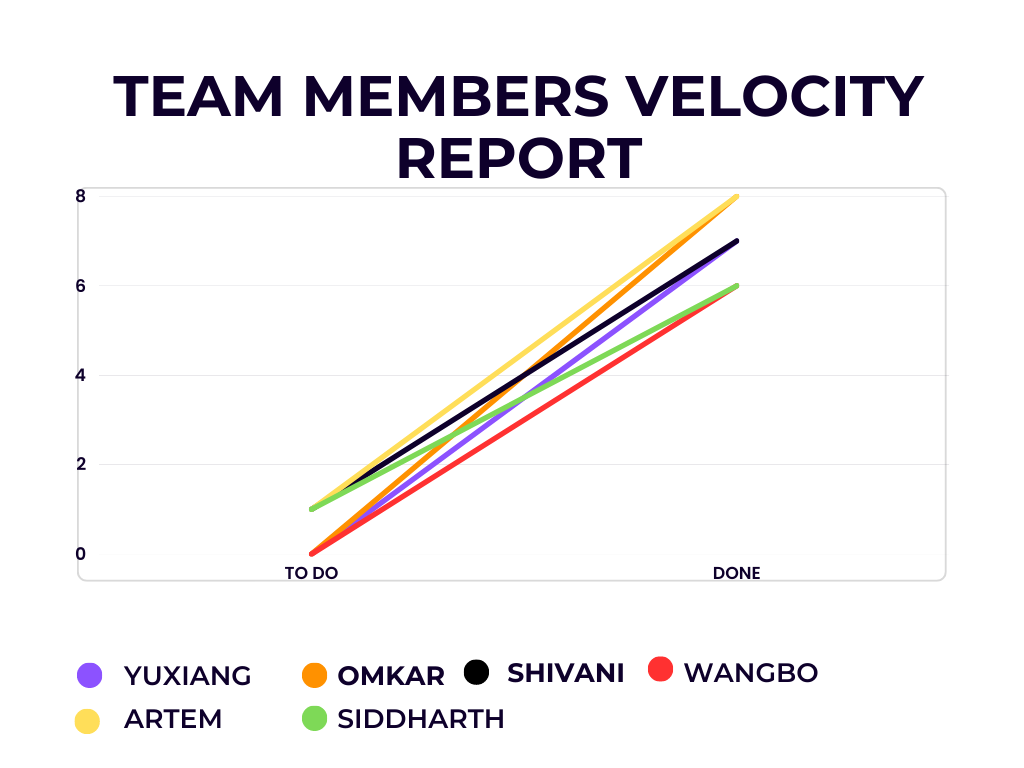 TEAM MEMBERS VELOCITY
REPORT
8
6
4
2
0
TO DO DONE
YUXIANG OMKAR SHIVANI WANGBO
ARTEM SIDDHARTH